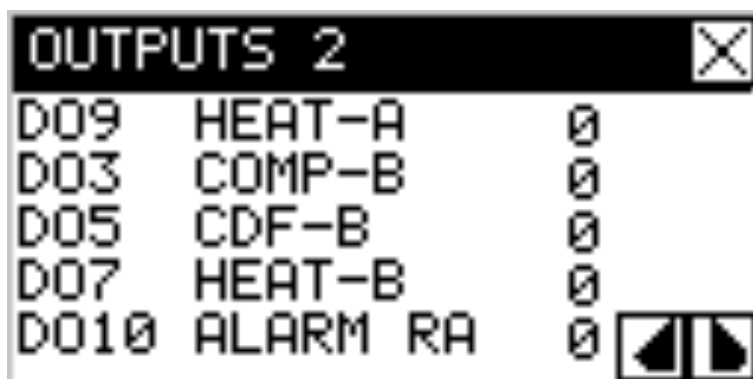 OUTPUTS 2
DO9 HEAT-A 0
DO3 COMP-B 0
DO5 CDF-B 0
DO7 HEAT-B 0
DO10 ALARM RA 0